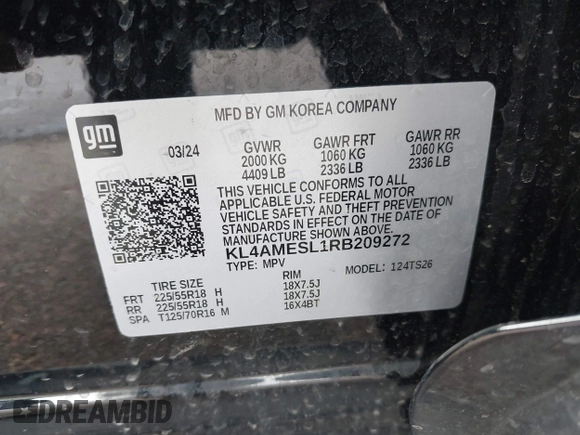 MFD BY GM KOREA COMPANY
gm
03/24
GVWR GAWR FRT GAWR RR
2000 KG 1060 KG 1060 KG
4409 LB 2336 LB 2336 LB
THIS VEHICLE CONFORMS TO ALL
APPLICABLE U.S. FEDERAL MOTOR
VEHICLE SAFETY AND THEFT PREVENTION
STANDARDS IN EFFECT ON THE DATE OF
MANUFACTURE SHOWN ABOVE.
KL4AMESL1RB209272
TYPE: MPV MODEL: 124TS26
TIRE SIZE RIM
FRT 225/55R18 H 18X7.5J
RR 225/55R18 H 18X7.5J
SPA T125/70R16 M 16X4BT
DREAMBID